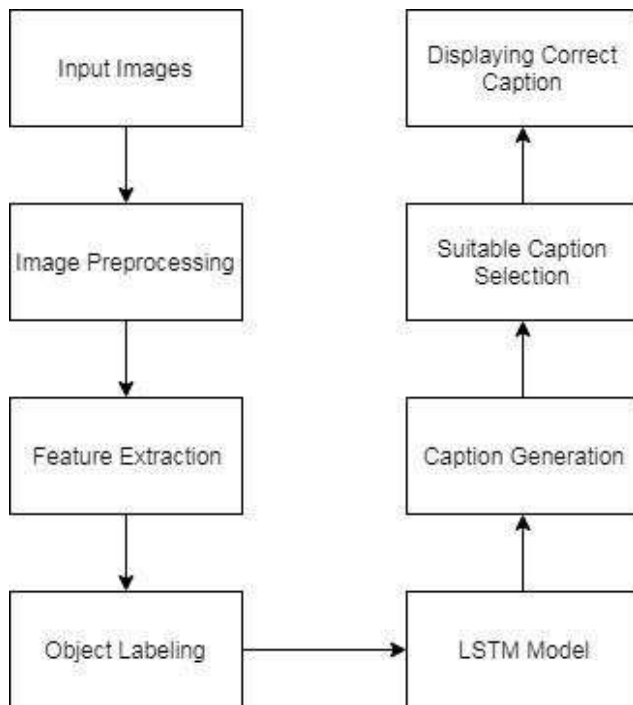 Input Images
Image Preprocessing
Feature Extraction
Object Labeling
LSTM Model
Caption Generation
Suitable Caption
Selection
Displaying Correct
Caption